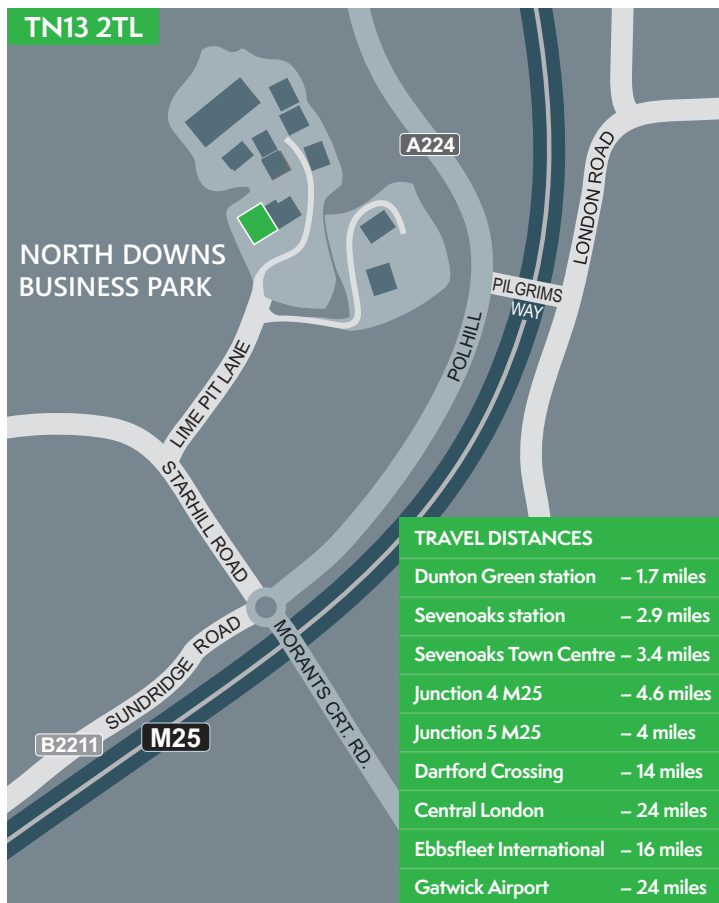 TN13 2TL
A224
LONDON ROAD
NORTH DOWNS
BUSINESS PARK
PILGRIMS
WAY
POLHILL
LIME PIT LANE
STARHILL ROAD
SUNDRIDGE ROAD
MORANTS CRT. RD.
B2211
M25
TRAVEL DISTANCES
Dunton Green station – 1.7 miles
Sevenoaks station – 2.9 miles
Sevenoaks Town Centre – 3.4 miles
Junction 4 M25 – 4.6 miles
Junction 5 M25 – 4 miles
Dartford Crossing – 14 miles
Central London – 24 miles
Ebbsfleet International – 16 miles
Gatwick Airport – 24 miles